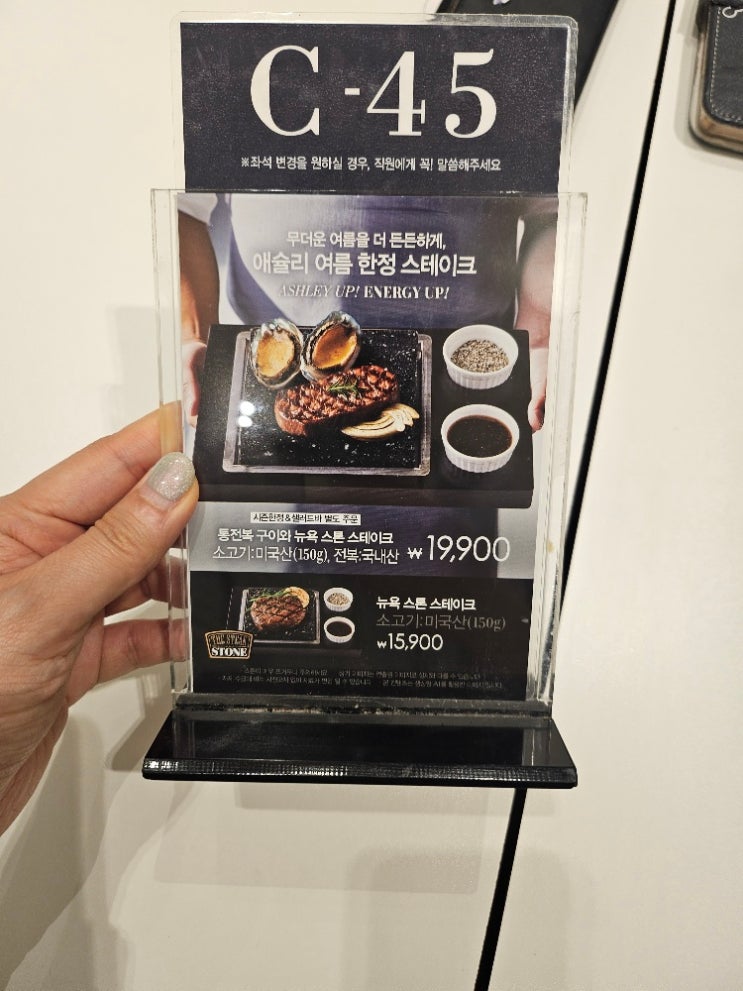 C-45
※좌석 변경을 원하실 경우, 직원에게 꼭! 말씀해주세요
무더운 여름을 더 든든하게,
애슐리 여름 한정 스테이크
ASHLEY UP! ENERGY UP!
시즌한정&샐러드바 별도 주문
통전복 구이와 뉴욕 스톤 스테이크
소고기:미국산(150g), 전복:국내산 ₩19,900
뉴욕 스톤 스테이크
소고기:미국산(150g)
₩15,900
THE STEAK
STONE